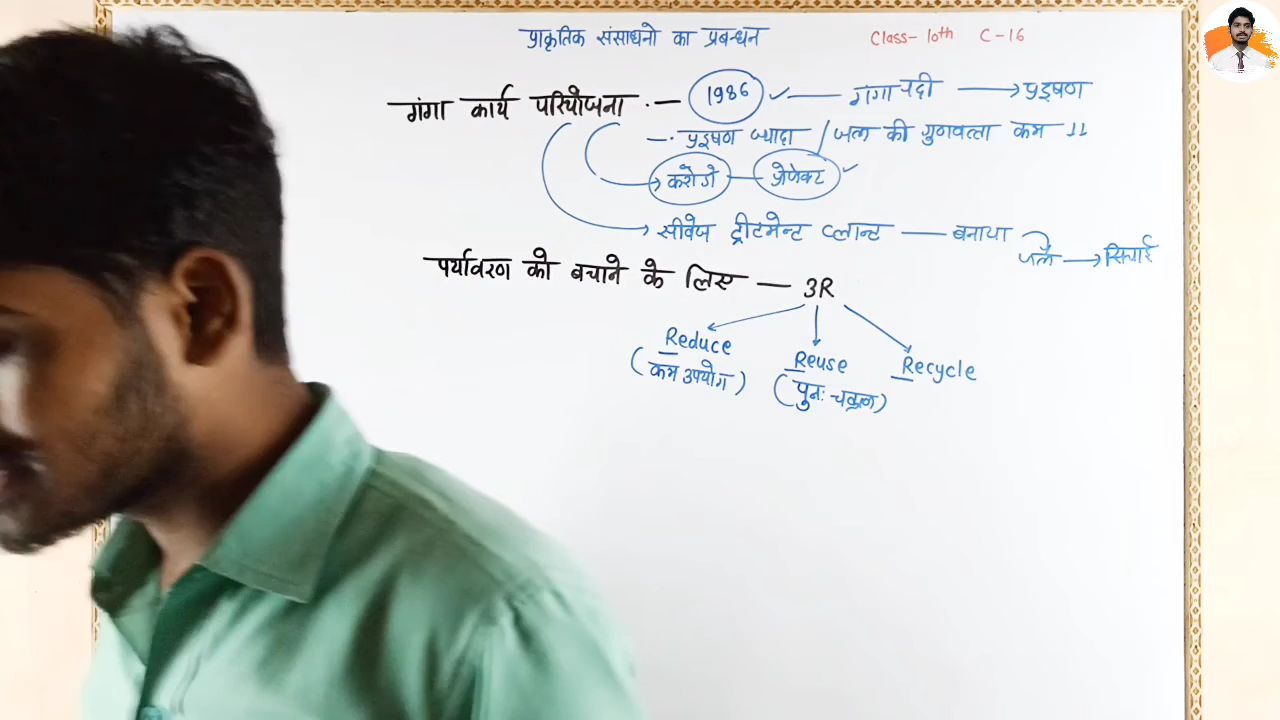 प्राकृतिक संसाधनो का प्रबन्धन Class- 10th C-16
गंगा कार्य परियोजना .— 1986 ✓—— गंगा नदी ——→ प्रदूषण
—. प्रदूषण ज्यादा / जल की गुणवत्ता कम ↓↓
करोडो — प्रोजेक्ट ✓
→ सीवेज ट्रीटमेन्ट प्लान्ट —— बनाया
जल —→ सिचाई
पर्यावरण को बचाने के लिए — 3R
Reduce
(कम उपयोग)
Reuse
(पुनः चक्रण)
Recycle